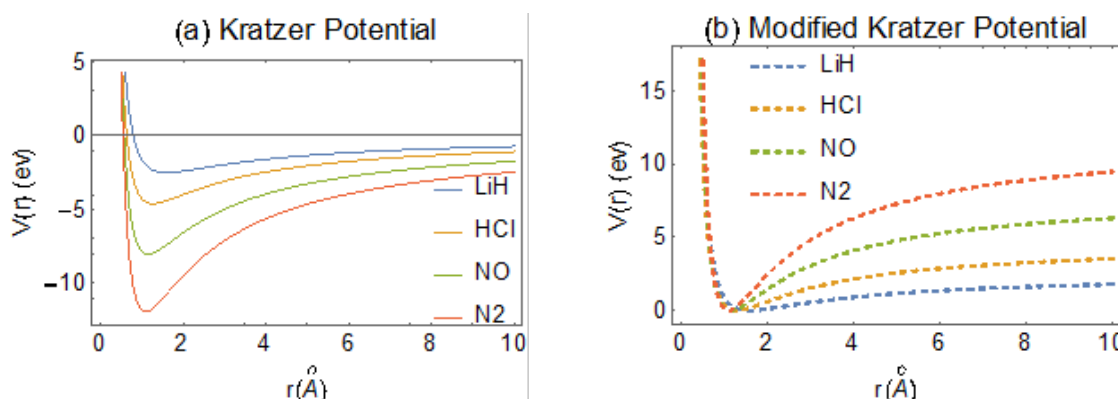 (a) Kratzer Potential
5
0
−5
−10
V(r) (ev)
LiH
HCl
NO
N2
0
2
4
6
8
10
r(Å)
(b) Modified Kratzer Potential
15
10
5
0
V(r) (ev)
LiH
HCl
NO
N2
0
2
4
6
8
10
r(Å)